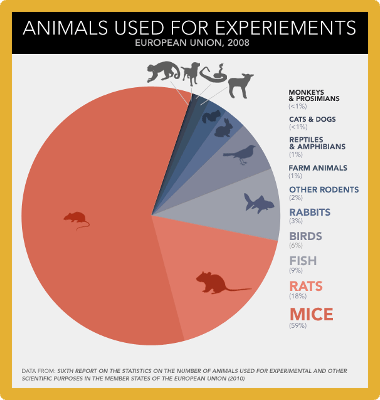 ANIMALS USED FOR EXPERIEMENTS
EUROPEAN UNION, 2008
MONKEYS
& PROSIMIANS
(<1%)
CATS & DOGS
(<1%)
REPTILES
& AMPHIBIANS
(1%)
FARM ANIMALS
(1%)
OTHER RODENTS
(2%)
RABBITS
(3%)
BIRDS
(6%)
FISH
(9%)
RATS
(18%)
MICE
(59%)
DATA FROM: SIXTH REPORT ON THE STATISTICS ON THE NUMBER OF ANIMALS USED FOR EXPERIMENTAL AND OTHER
SCIENTIFIC PURPOSES IN THE MEMBER STATES OF THE EUROPEAN UNION (2010)